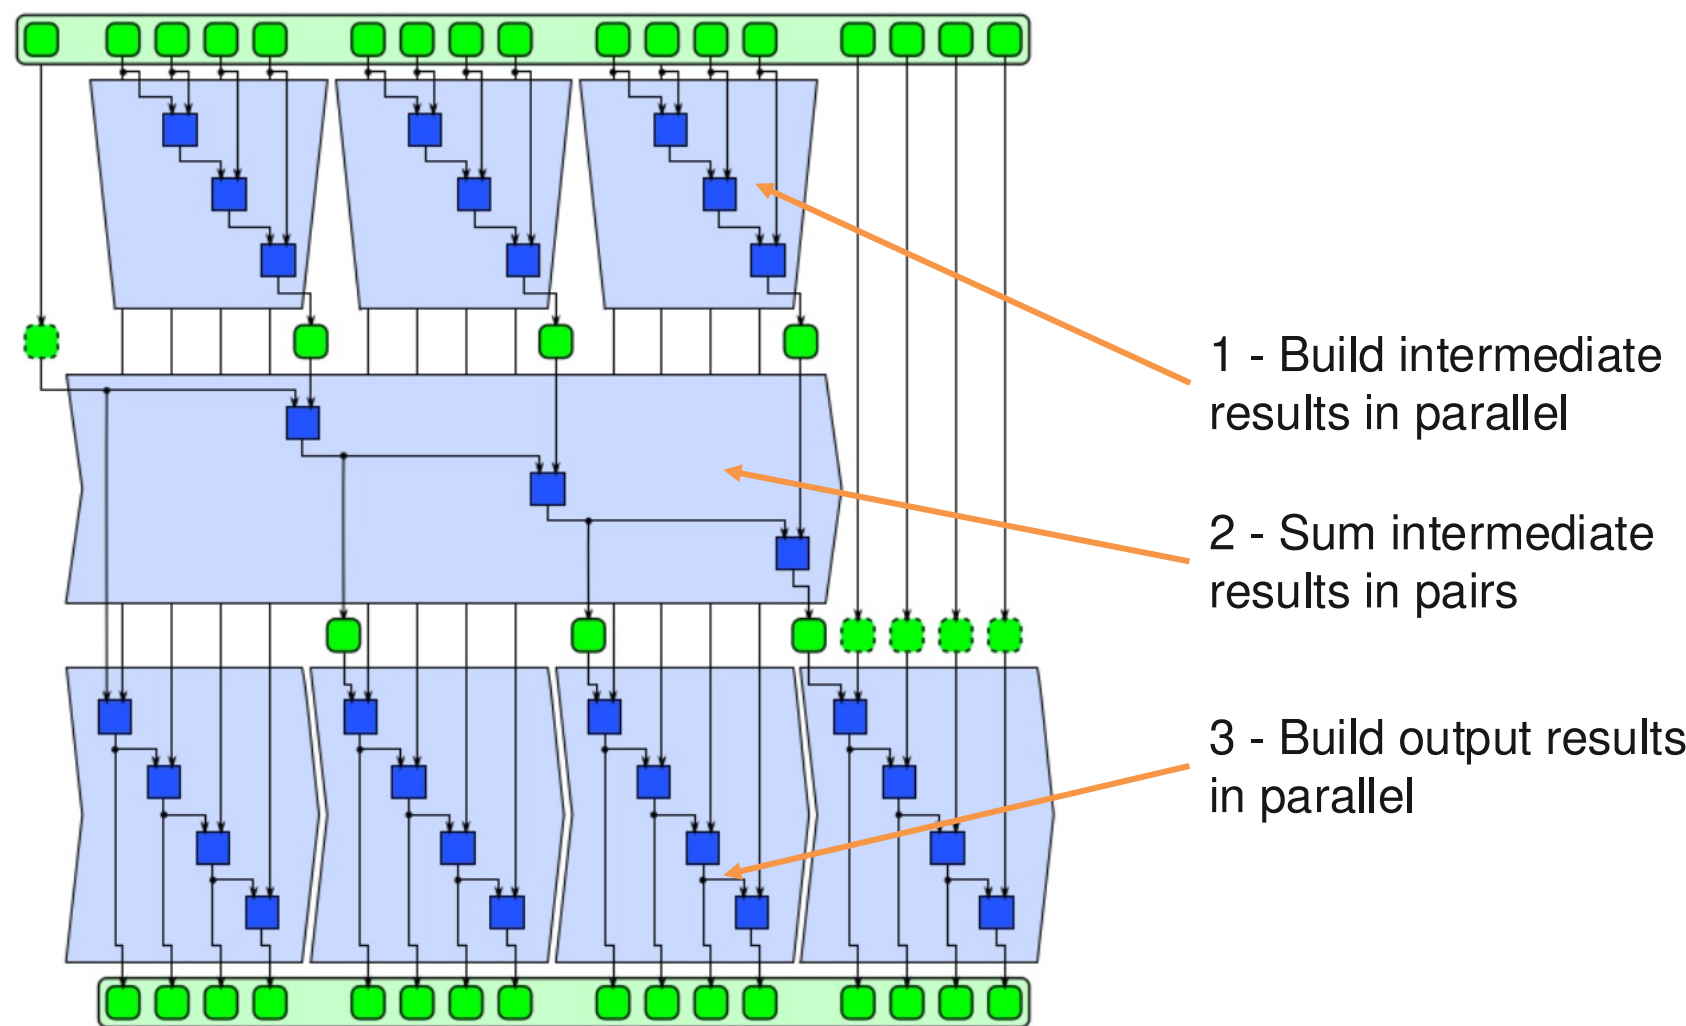 1 - Build intermediate
results in parallel
2 - Sum intermediate
results in pairs
3 - Build output results
in parallel